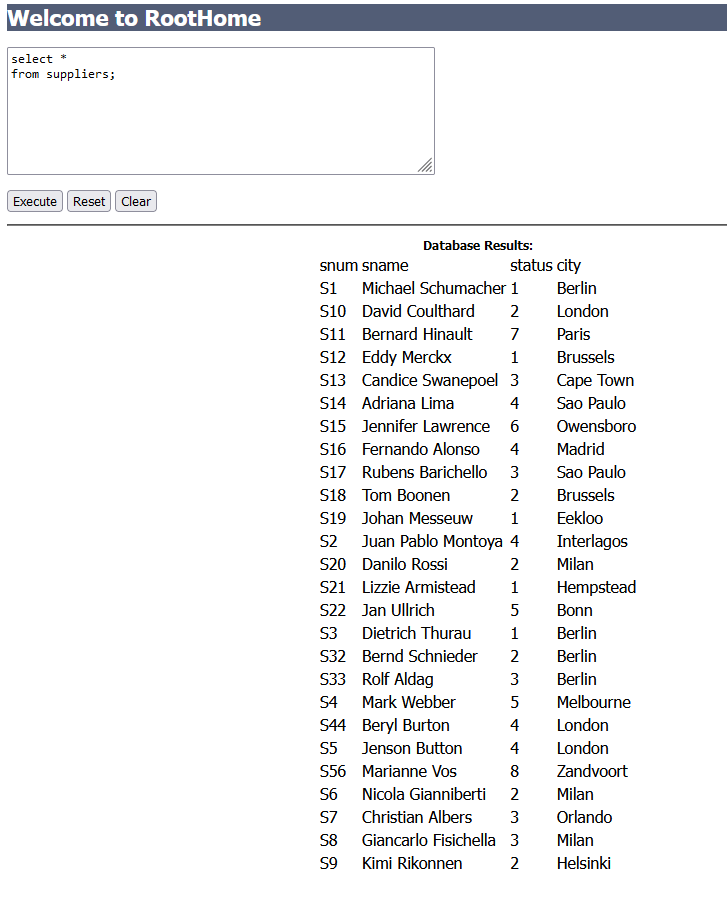 Welcome to RootHome
select *
from suppliers;
Execute Reset Clear
Database Results:
snum sname status city
S1 Michael Schumacher 1 Berlin
S10 David Coulthard 2 London
S11 Bernard Hinault 7 Paris
S12 Eddy Merckx 1 Brussels
S13 Candice Swanepoel 3 Cape Town
S14 Adriana Lima 4 Sao Paulo
S15 Jennifer Lawrence 6 Owensboro
S16 Fernando Alonso 4 Madrid
S17 Rubens Barichello 3 Sao Paulo
S18 Tom Boonen 2 Brussels
S19 Johan Messeuw 1 Eekloo
S2 Juan Pablo Montoya 4 Interlagos
S20 Danilo Rossi 2 Milan
S21 Lizzie Armistead 1 Hempstead
S22 Jan Ullrich 5 Bonn
S3 Dietrich Thurau 1 Berlin
S32 Bernd Schnieder 2 Berlin
S33 Rolf Aldag 3 Berlin
S4 Mark Webber 5 Melbourne
S44 Beryl Burton 4 London
S5 Jenson Button 4 London
S56 Marianne Vos 8 Zandvoort
S6 Nicola Gianniberti 2 Milan
S7 Christian Albers 3 Orlando
S8 Giancarlo Fisichella 3 Milan
S9 Kimi Rikonnen 2 Helsinki